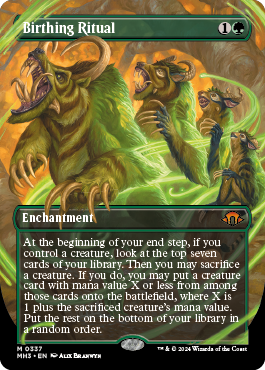 Birthing Ritual
1
Enchantment
At the beginning of your end step, if you
control a creature, look at the top seven
cards of your library. Then you may sacrifice
a creature. If you do, you may put a creature
card with mana value X or less from among
those cards onto the battlefield, where X is
1 plus the sacrificed creature's mana value.
Put the rest on the bottom of your library in
a random order.
M 0337
MH3 • EN Alix Branwyn
™ & © 2024 Wizards of the Coast